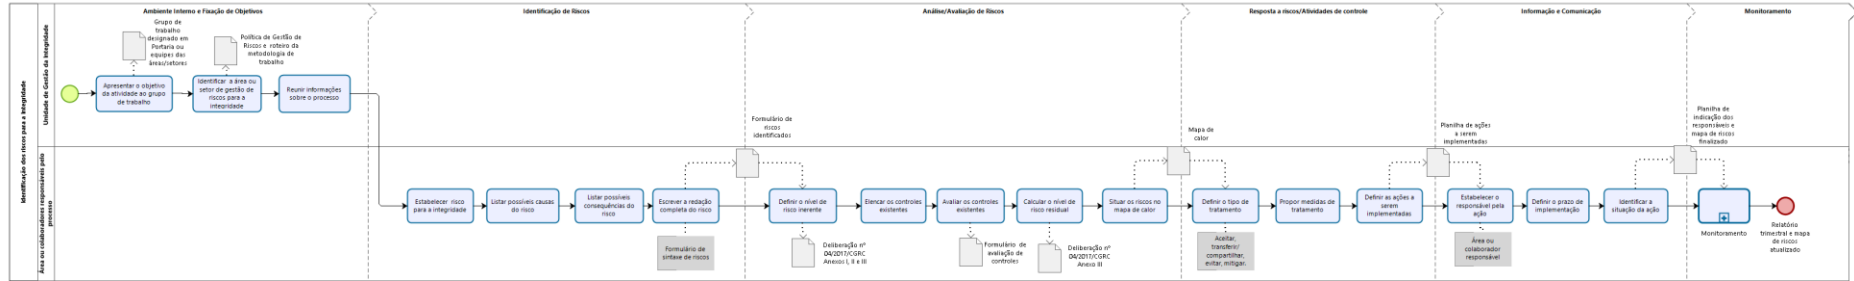 Ambiente Interno e Fixação de Objetivos
Identificação de Riscos
Análise/Avaliação de Riscos
Resposta a riscos/Atividades de controle
Informação e Comunicação
Monitoramento
Identificação dos riscos para a integridade
Unidade de Gestão da Integridade
Grupo de
trabalho
designado em
Portaria ou
equipes das
áreas/setores
Política de Gestão de
Riscos e roteiro da
metodologia de
trabalho
Apresentar o objetivo
da atividade ao grupo
de trabalho
Identificar a área ou
setor de gestão de
riscos para a
integridade
Reunir informações
sobre o processo
Formulário de
riscos
identificados
Mapa de
calor
Planilha de ações
a serem
implementadas
Planilha de
indicação dos
responsáveis e
mapa de riscos
finalizado
Área ou colaboradores responsáveis pelo
processo
Estabelecer risco
para a integridade
Listar possíveis causas
do risco
Listar possíveis
consequências do
risco
Escrever a redação
completa do risco
Definir o nível de
risco inerente
Elencar os controles
existentes
Avaliar os controles
existentes
Calcular o nível de
risco residual
Situar os riscos no
mapa de calor
Definir o tipo de
tratamento
Propor medidas de
tratamento
Definir as ações a
serem
implementadas
Estabelecer o
responsável pela
ação
Definir o prazo de
implementação
Identificar a
situação da ação
Monitoramento
Relatório
trimestral e mapa
de riscos
atualizado
Formulário de
sintaxe de riscos
Deliberação nº
04/2017/CGRC
Anexos I, II e III
Formulário de
avaliação de
controles
Deliberação nº
04/2017/CGRC
Anexo III
Aceitar,
transferir/
compartilhar,
evitar, mitigar.
Área ou
colaborador
responsável